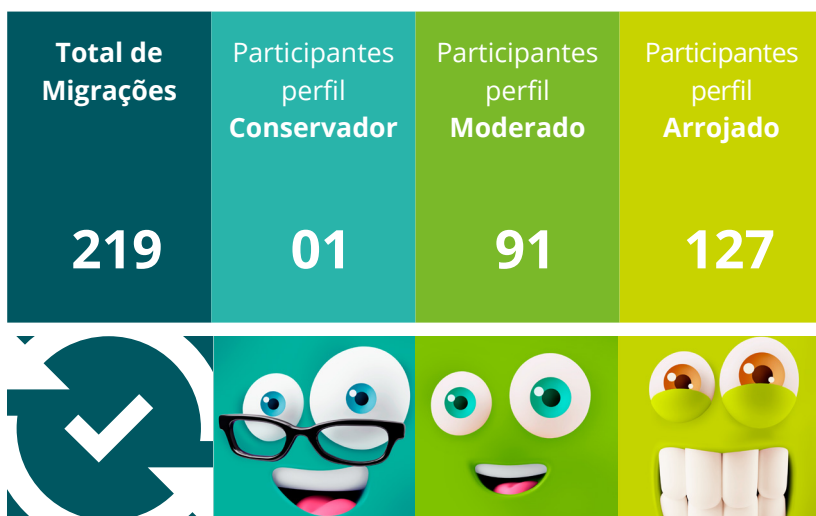 Total de
Migrações
219
Participantes
perfil
Conservador
01
Participantes
perfil
Moderado
91
Participantes
perfil
Arrojado
127